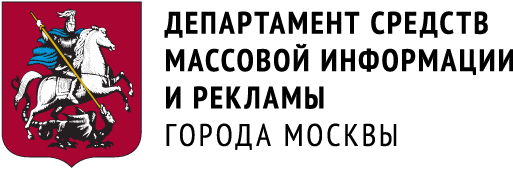 ДЕПАРТАМЕНТ СРЕДСТВ
МАССОВОЙ ИНФОРМАЦИИ
И РЕКЛАМЫ
ГОРОДА МОСКВЫ